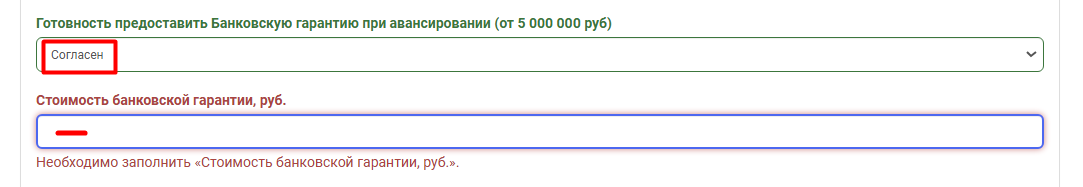 Готовность предоставить Банковскую гарантию при авансировании (от 5 000 000 руб)
Согласен
Стоимость банковской гарантии, руб.
Необходимо заполнить «Стоимость банковской гарантии, руб.».